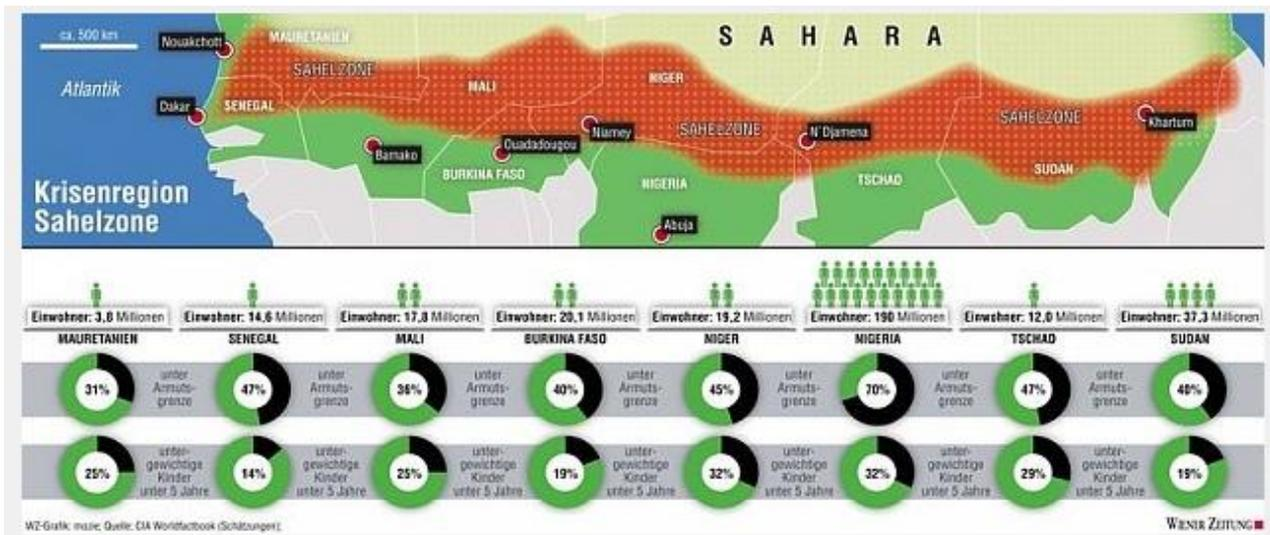 ca. 500 km
Nouakchott
MAURETANIEN
SAHARA
SAHELZONE
MALI
NIGER
Atlantik
Dakar
SENEGAL
SAHELZONE
Khartum
Niamey
SAHELZONE
N'Djamena
Ouadadougou
Bamako
BURKINA FASO
NIGERIA
TSCHAD
SUDAN
Krisenregion
Sahelzone
Abuja
Einwohner: 3,8 Millionen
Einwohner: 14,6 Millionen
Einwohner: 17,8 Millionen
Einwohner: 20,1 Millionen
Einwohner: 19,2 Millionen
Einwohner: 190 Millionen
Einwohner: 12,0 Millionen
Einwohner: 37,3 Millionen
MAURETANIEN
SENEGAL
MALI
BURKINA FASO
NIGER
NIGERIA
TSCHAD
SUDAN
31%
unter
Armuts-
grenze
47%
unter
Armuts-
grenze
36%
unter
Armuts-
grenze
40%
unter
Armuts-
grenze
45%
unter
Armuts-
grenze
70%
unter
Armuts-
grenze
47%
unter
Armuts-
grenze
40%
25%
unter-
gewichtige
Kinder
unter 5 Jahre
14%
unter-
gewichtige
Kinder
unter 5 Jahre
25%
unter-
gewichtige
Kinder
unter 5 Jahre
19%
unter-
gewichtige
Kinder
unter 5 Jahre
32%
unter-
gewichtige
Kinder
unter 5 Jahre
32%
unter-
gewichtige
Kinder
unter 5 Jahre
29%
unter-
gewichtige
Kinder
unter 5 Jahre
19%
WZ-Grafik: Quelle: CIA Worldfactbook (Schätzungen);
WIENER ZEITUNG